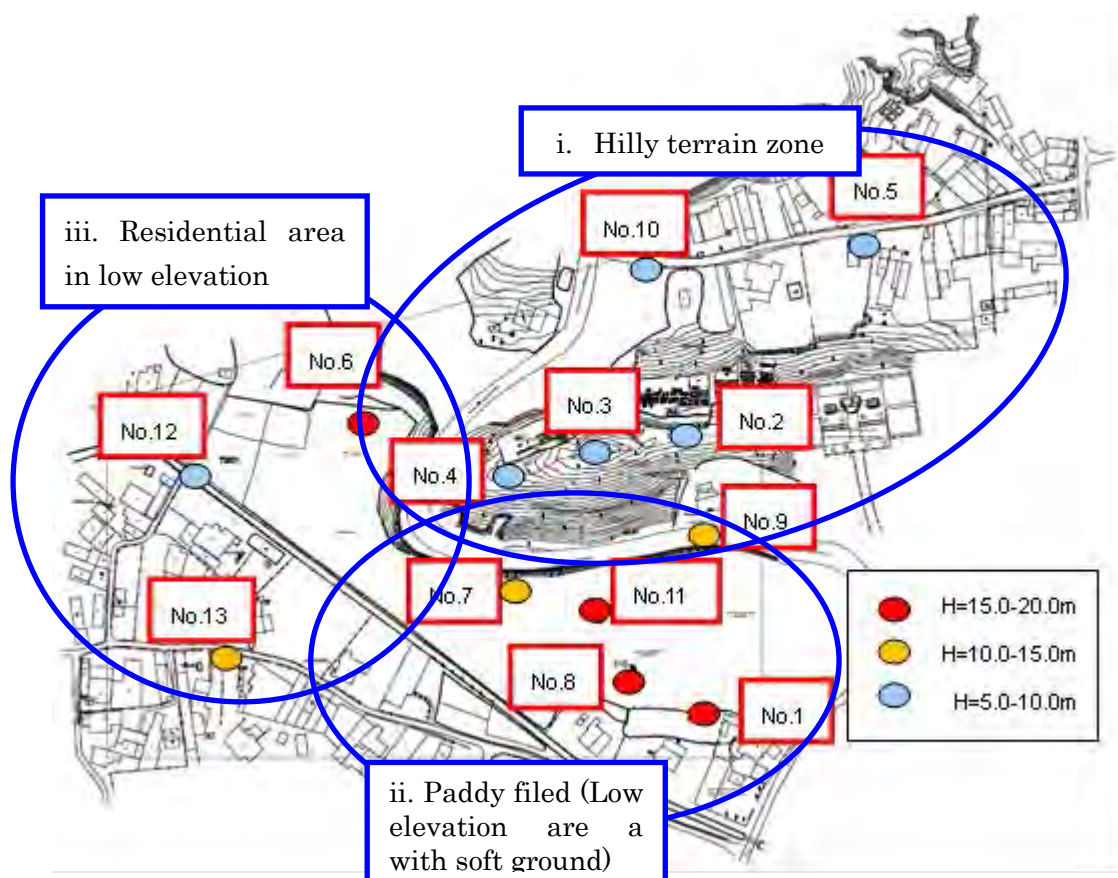 i. Hilly terrain zone
No.5
No.10
iii. Residential area
in low elevation
No.6
No.3
No.2
No.12
No.4
No.9
No.7
No.11
No.13
No.8
No.1
H=15.0-20.0m
H=10.0-15.0m
H=5.0-10.0m
ii. Paddy filed (Low
elevation are a
with soft ground)